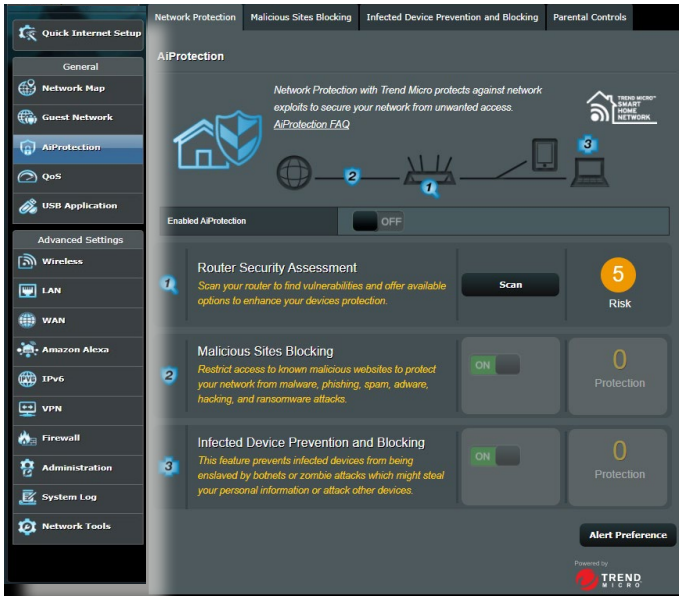 Network Protection
Malicious Sites Blocking
Infected Device Prevention and Blocking
Parental Controls
Quick Internet Setup
General
Network Map
Guest Network
AiProtection
QoS
USB Application
Advanced Settings
Wireless
LAN
WAN
Amazon Alexa
IPv6
VPN
Firewall
Administration
System Log
Network Tools
AiProtection
Network Protection with Trend Micro protects against network
exploits to secure your network from unwanted access.
AiProtection FAQ
TREND MICRO™
SMART
HOME
NETWORK
2
1
3
Enabled AiProtection
OFF
1
Router Security Assessment
Scan your router to find vulnerabilities and offer available
options to enhance your devices protection.
Scan
5
Risk
2
Malicious Sites Blocking
Restrict access to known malicious websites to protect
your network from malware, phishing, spam, adware,
hacking, and ransomware attacks.
ON
0
Protection
3
Infected Device Prevention and Blocking
This feature prevents infected devices from being
enslaved by botnets or zombie attacks which might steal
your personal information or attack other devices.
ON
0
Protection
Alert Preference
Powered by
TREND
MICRO